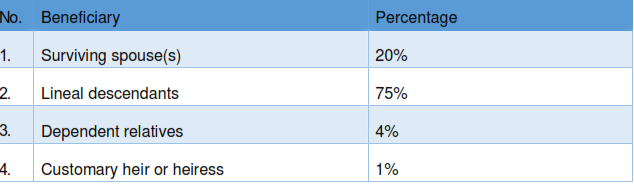 No. Beneficiary Percentage
1. Surviving spouse(s) 20%
2. Lineal descendants 75%
3. Dependent relatives 4%
4. Customary heir or heiress 1%